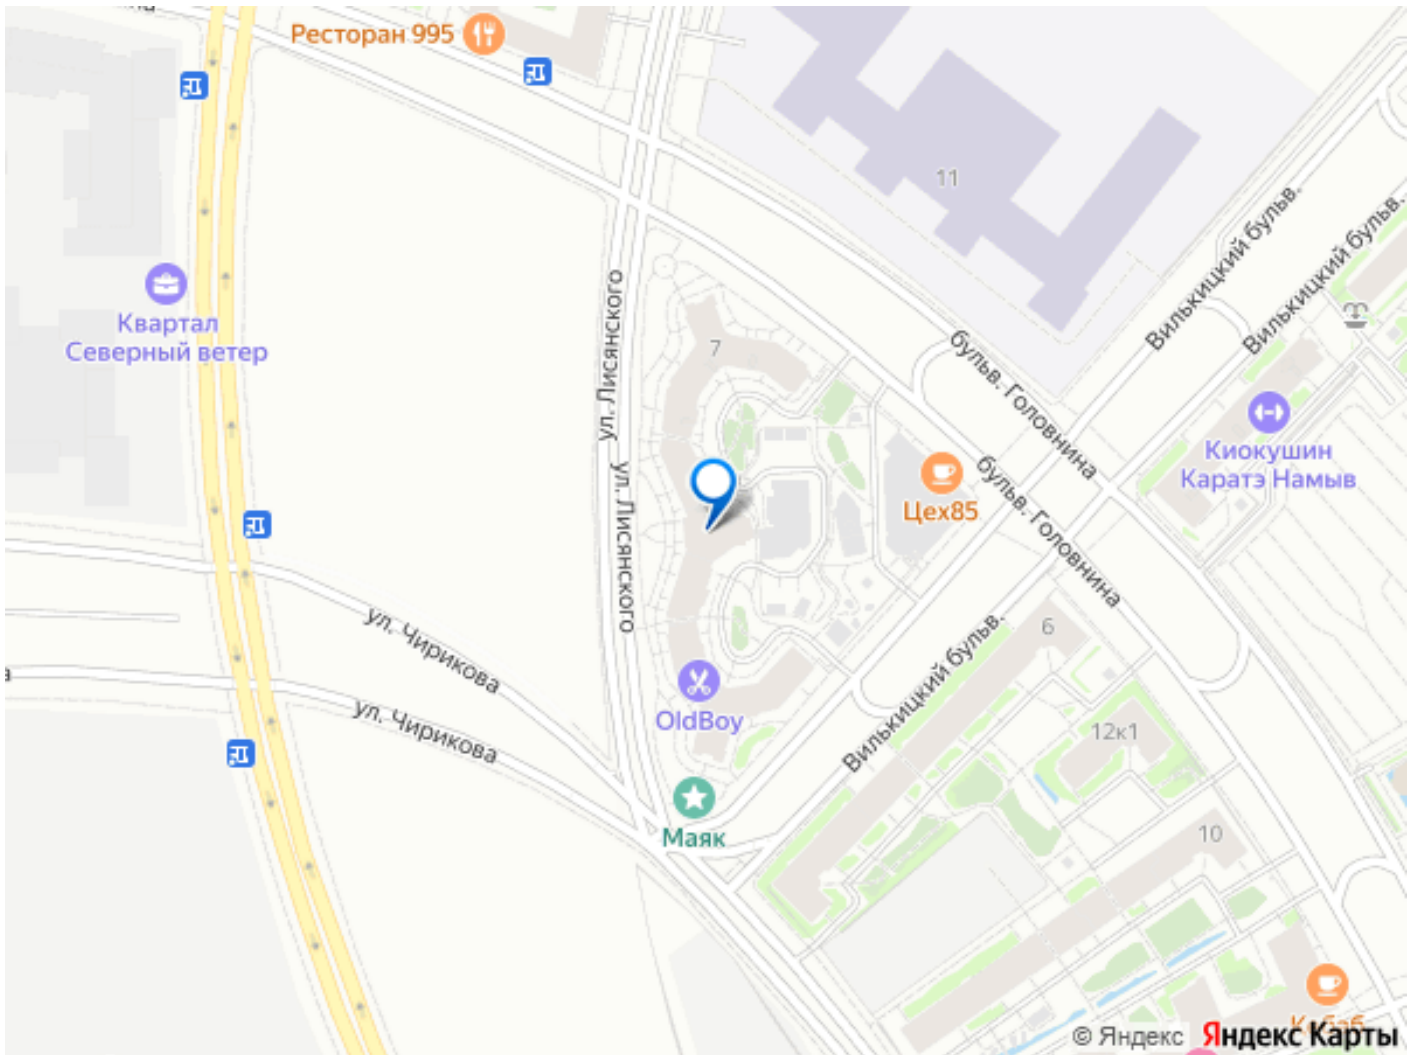 Ресторан 995
11
Вилькицкий бульв.
Вилькицкий бульв.
Квартал
Северный ветер
ул. Лисянского
7
бульв. Головнина
Киокушин
Каратэ Намыв
ул. Лисянского
Цех85
бульв. Головнина
ул. Чирикова
6
Вилькицкий бульв.
OldBoy
ул. Чирикова
12к1
Маяк
10
© Яндекс Яндекс Карты